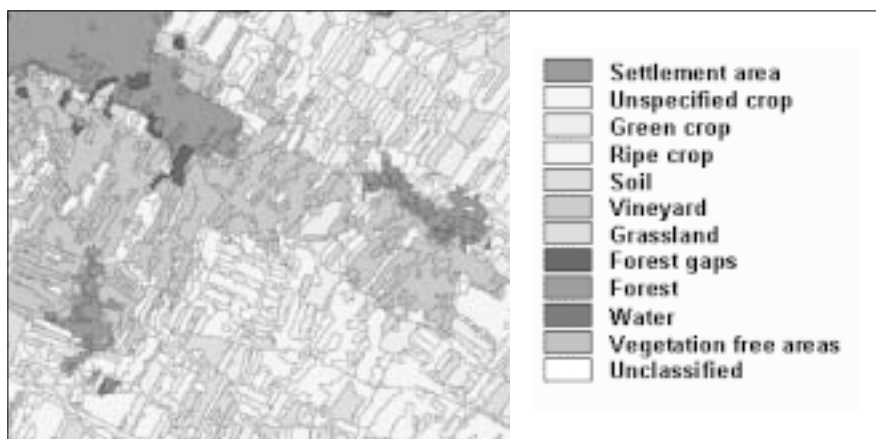 Settlement area
Unspecified crop
Green crop
Ripe crop
Soil
Vineyard
Grassland
Forest gaps
Forest
Water
Vegetation free areas
Unclassified